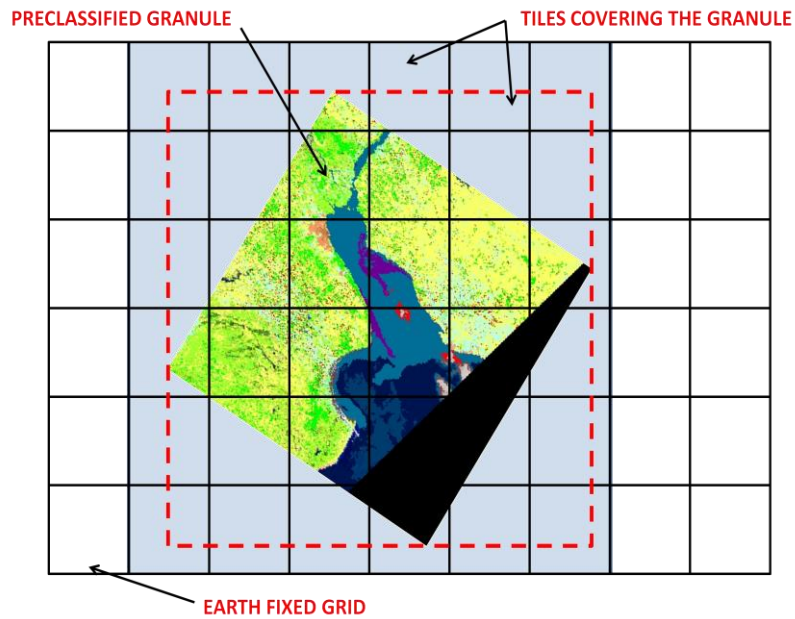 PRECLASSIFIED GRANULE
TILES COVERING THE GRANULE
EARTH FIXED GRID